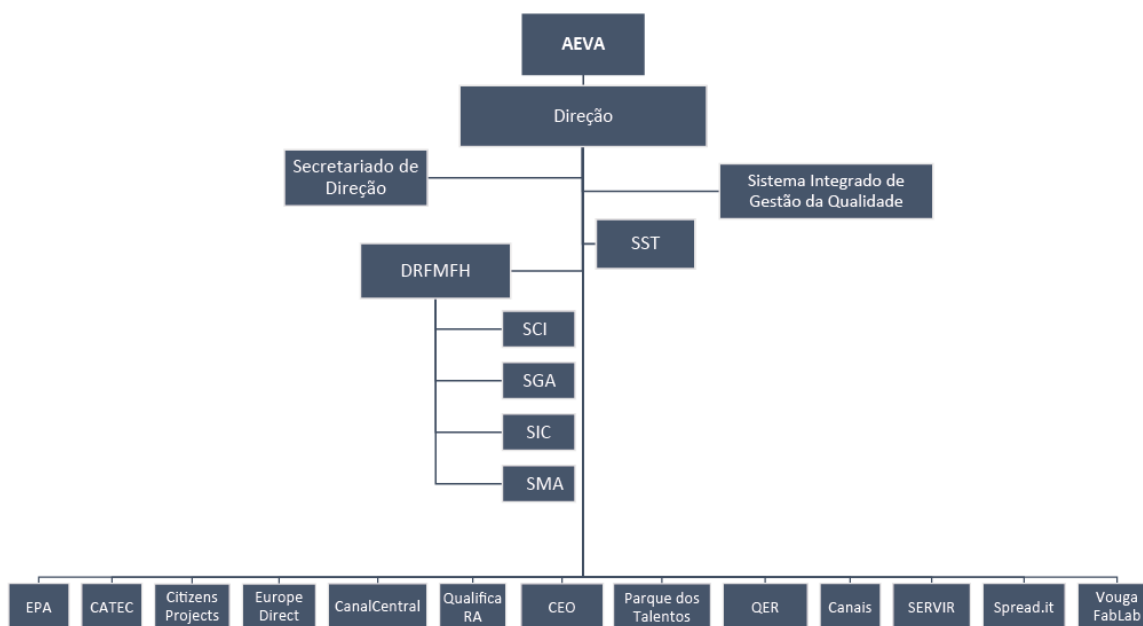 AEVA
Direção
Secretariado de
Direção
Sistema Integrado de
Gestão da Qualidade
SST
DRFMFH
SCI
SGA
SIC
SMA
EPA
CATEC
Citizens
Projects
Europe
Direct
CanalCentral
Qualifica
RA
CEO
Parque dos
Talentos
QER
Canais
SERVIR
Spread.it
Vouga
FabLab